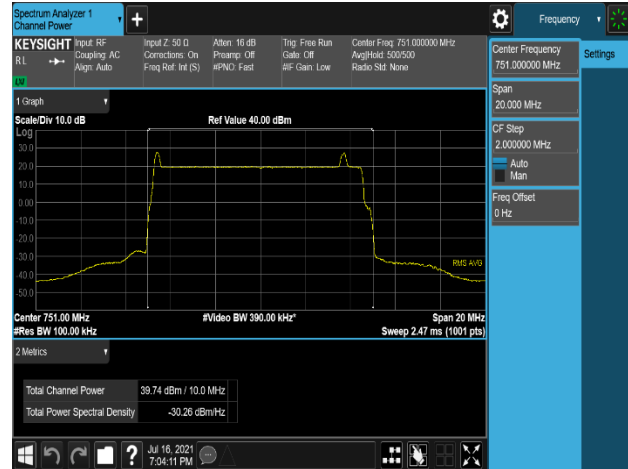 Spectrum Analyzer 1
Channel Power
+
Frequency
KEYSIGHT
R L
Input: RF
Coupling: AC
Align: Auto
Input Z: 50 Ω
Corrections: On
Freq Ref: Int (S)
Atten: 16 dB
Preamp: Off
#PNO: Fast
Trig: Free Run
Gate: Off
#IF Gain: Low
Center Freq: 751.000000 MHz
Avg|Hold: 500/500
Radio Std: None
Center Frequency
751.000000 MHz
Settings
Span
20.000 MHz
CF Step
2.000000 MHz
Auto
Man
Freq Offset
0 Hz
1 Graph
Scale/Div 10.0 dB
Ref Value 40.00 dBm
Log
30.0
20.0
10.0
0.00
-10.0
-20.0
-30.0
-40.0
-50.0
RMS AVG
Center 751.00 MHz
#Video BW 390.00 kHz*
Span 20 MHz
#Res BW 100.00 kHz
Sweep 2.47 ms (1001 pts)
2 Metrics
Total Channel Power 39.74 dBm / 10.0 MHz
Total Power Spectral Density -30.26 dBm/Hz
?
Jul 16, 2021
7:04:11 PM